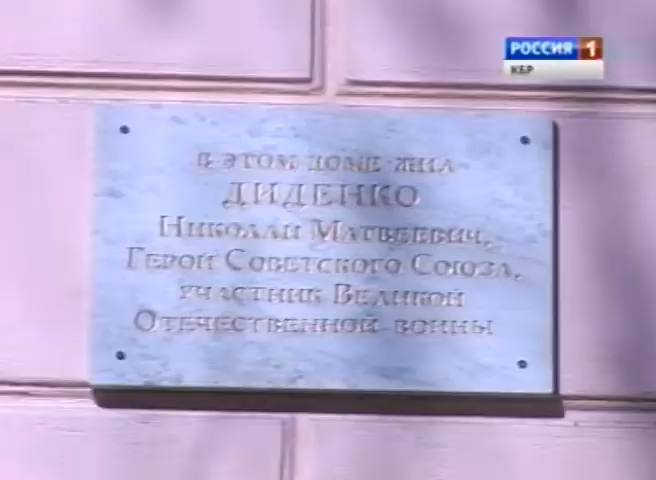 РОССИЯ 1
КБР
В ЭТОМ ДОМЕ ЖИЛ
ДИДЕНКО
НИКОЛАЙ МАТВЕЕВИЧ,
ГЕРОЙ СОВЕТСКОГО СОЮЗА,
УЧАСТНИК ВЕЛИКОЙ
ОТЕЧЕСТВЕННОЙ ВОЙНЫ